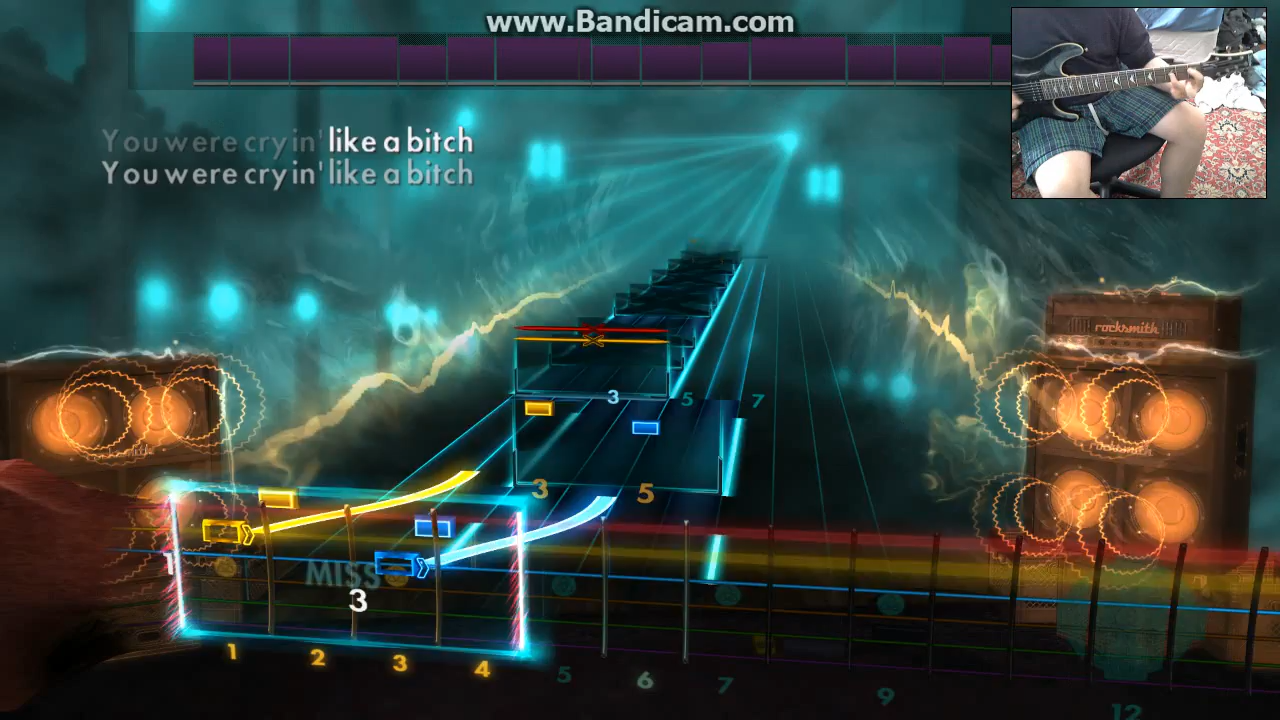 www.Bandicam.com
You were cryin' like a bitch
You were cryin' like a bitch
rocksmith
3 5 7
3 5
MISS
3
1 2 3 4 5 6 7 9 12